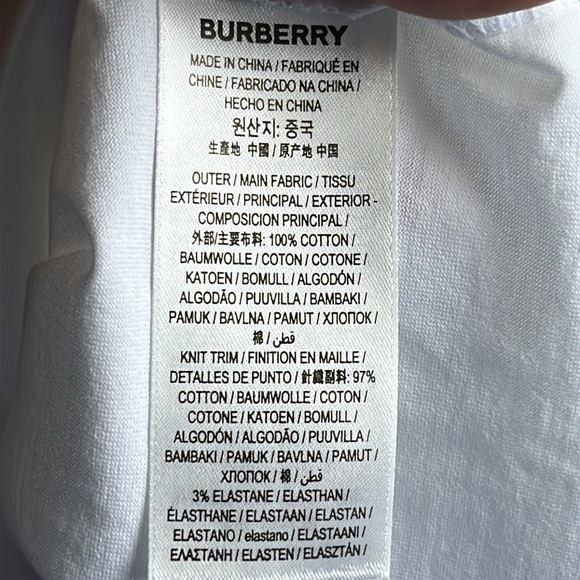 BURBERRY
MADE IN CHINA / FABRIQUÉ EN
CHINE / FABRICADO NA CHINA /
HECHO EN CHINA
원산지: 중국
生產地 中國 / 原产地 中国
OUTER / MAIN FABRIC / TISSU
EXTÉRIEUR / PRINCIPAL / EXTERIOR -
COMPOSICION PRINCIPAL /
外部/主要布料: 100% COTTON /
BAUMWOLLE / COTON / COTONE /
KATOEN / BOMULL / ALGODÓN /
ALGODÃO / PUUVILLA / BAMBAKI /
PAMUK / BAVLNA / PAMUT / ХЛОПОК /
棉 / قطن
KNIT TRIM / FINITION EN MAILLE /
DETALLES DE PUNTO / 針織副料: 97%
COTTON / BAUMWOLLE / COTON /
COTONE / KATOEN / BOMULL /
ALGODÓN / ALGODÃO / PUUVILLA /
BAMBAKI / PAMUK / BAVLNA / PAMUT /
ХЛОПОК / 棉 / قطن
3% ELASTANE / ELASTHAN /
ÉLASTHANE / ELASTAAN / ELASTAN /
ELASTANO / elastano / ELASTAANI /
ΕΛΑΣΤΑΝΗ / ELASTEN / ELASZTÁN /